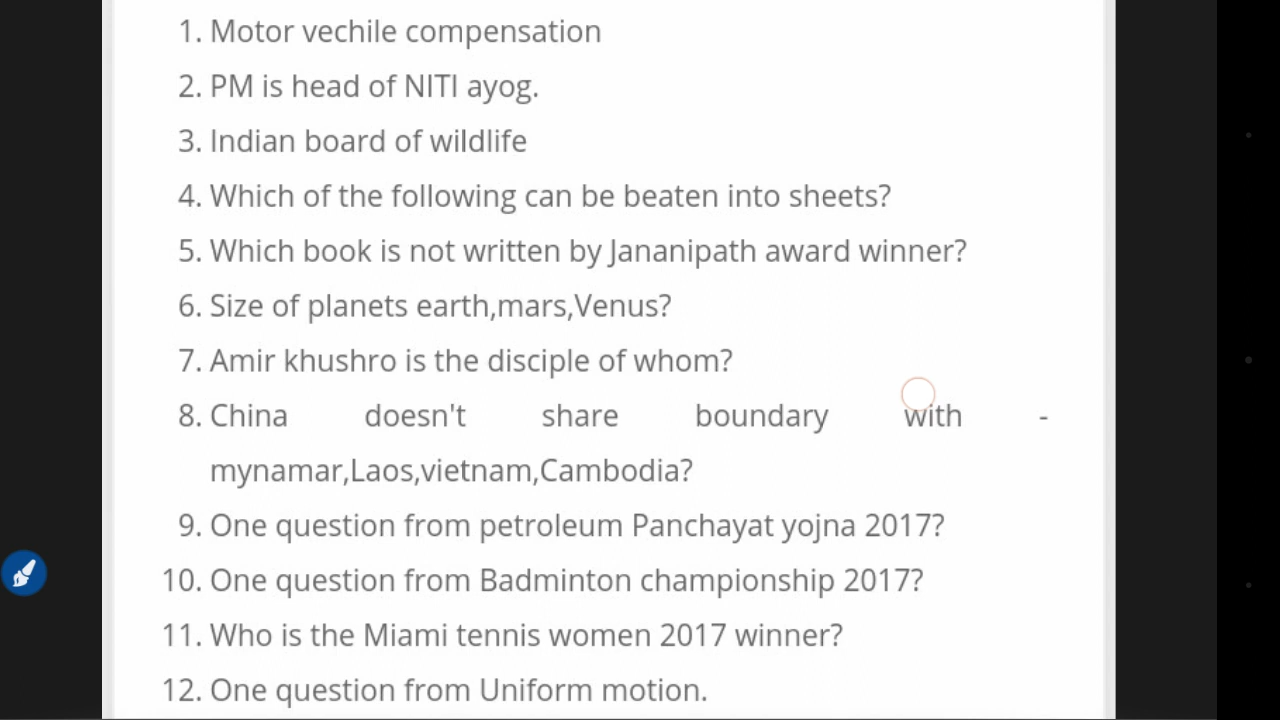 1. Motor vechile compensation
2. PM is head of NITI ayog.
3. Indian board of wildlife
4. Which of the following can be beaten into sheets?
5. Which book is not written by Jananipath award winner?
6. Size of planets earth,mars,Venus?
7. Amir khushro is the disciple of whom?
8. China doesn't share boundary with -
mynamar,Laos,vietnam,Cambodia?
9. One question from petroleum Panchayat yojna 2017?
10. One question from Badminton championship 2017?
11. Who is the Miami tennis women 2017 winner?
12. One question from Uniform motion.